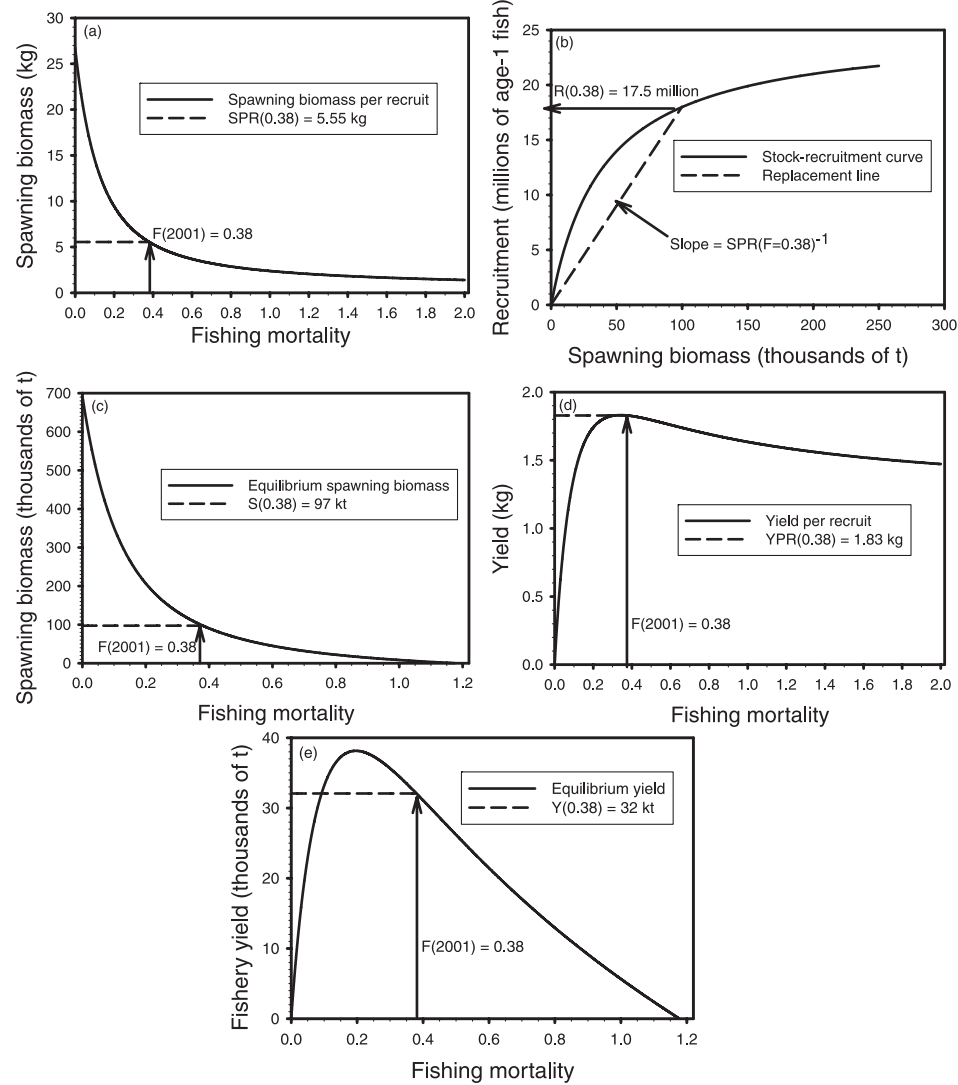 (a)
Spawning biomass (kg)
30
25
20
15
10
5
0
Spawning biomass per recruit
SPR(0.38) = 5.55 kg
F(2001) = 0.38
0.0 0.2 0.4 0.6 0.8 1.0 1.2 1.4 1.6 1.8 2.0
Fishing mortality
(b)
Recruitment (millions of age-1 fish)
25
20
15
10
5
0
R(0.38) = 17.5 million
Stock-recruitment curve
Replacement line
Slope = SPR(F=0.38)-1
0 50 100 150 200 250 300
Spawning biomass (thousands of t)
(c)
Spawning biomass (thousands of t)
700
600
500
400
300
200
100
0
Equilibrium spawning biomass
S(0.38) = 97 kt
F(2001) = 0.38
0.0 0.2 0.4 0.6 0.8 1.0 1.2
Fishing mortality
(d)
Yield (kg)
2.0
1.5
1.0
0.5
0.0
Yield per recruit
YPR(0.38) = 1.83 kg
F(2001) = 0.38
0.0 0.2 0.4 0.6 0.8 1.0 1.2 1.4 1.6 1.8 2.0
Fishing mortality
(e)
Fishery yield (thousands of t)
40
30
20
10
0
Equilibrium yield
Y(0.38) = 32 kt
F(2001) = 0.38
0.0 0.2 0.4 0.6 0.8 1.0 1.2
Fishing mortality